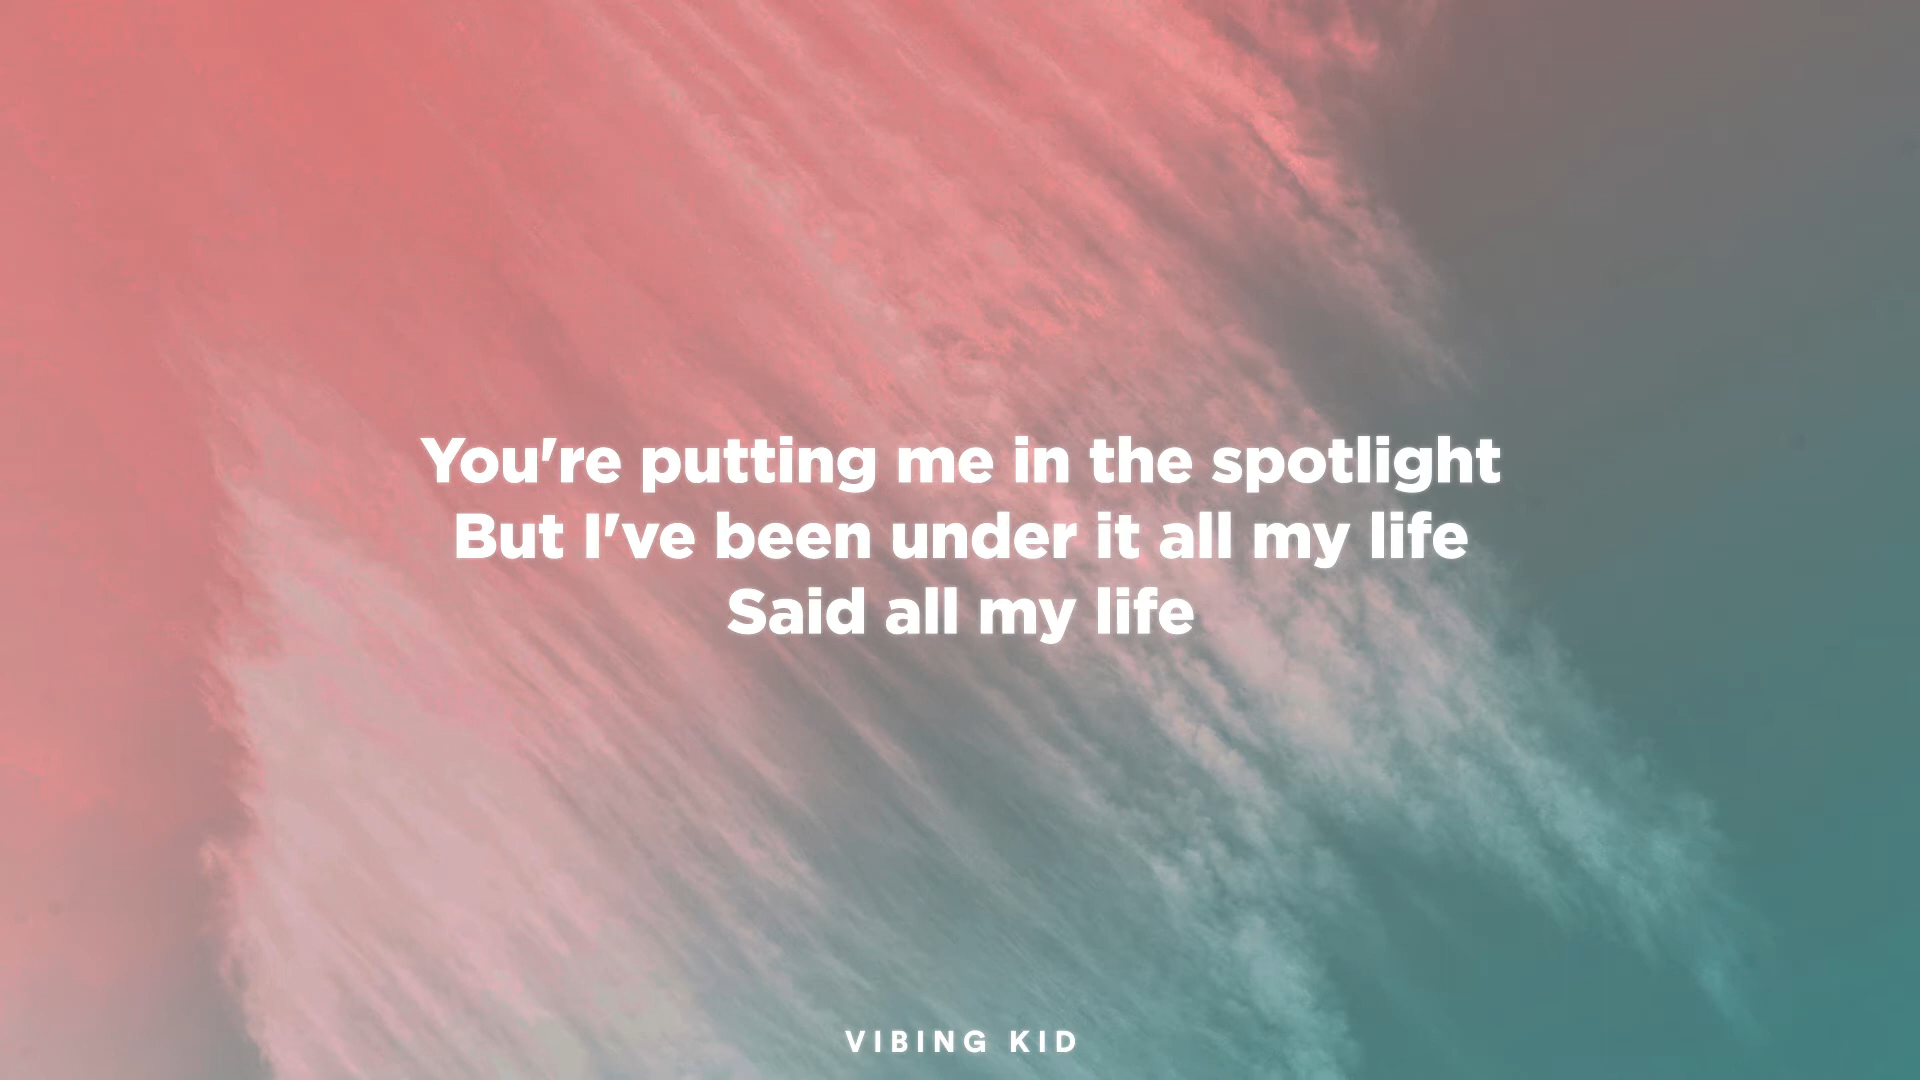 You're putting me in the spotlight
But I've been under it all my life
Said all my life
VIBING KID